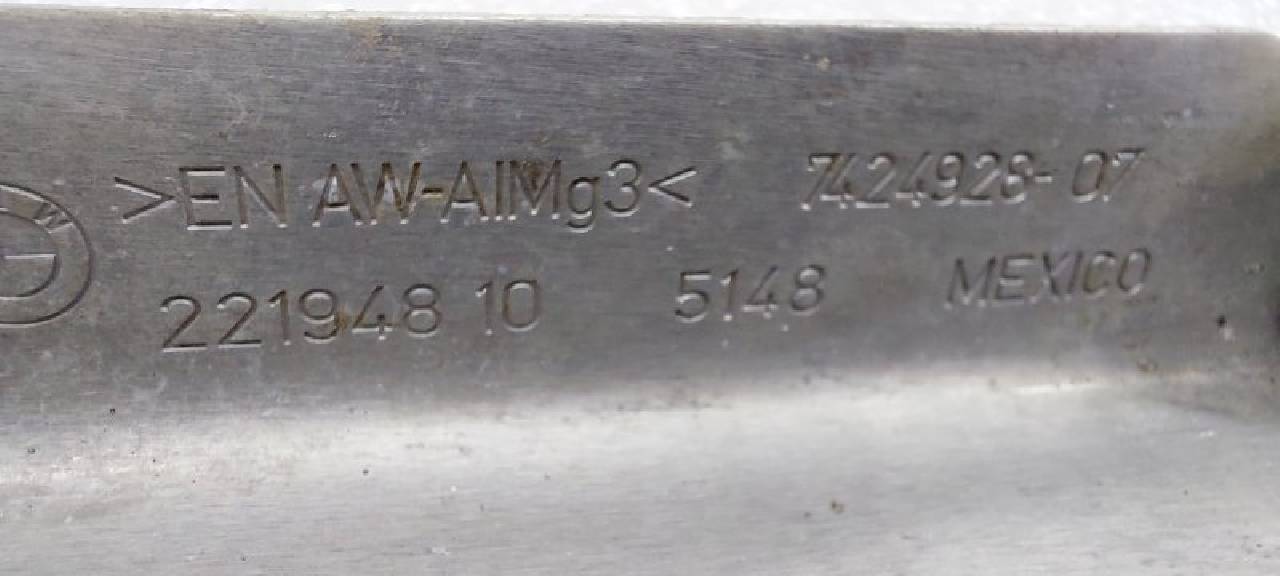 >EN AW-AlMg3< 7424928-07
221948 10 5148 MEXICO